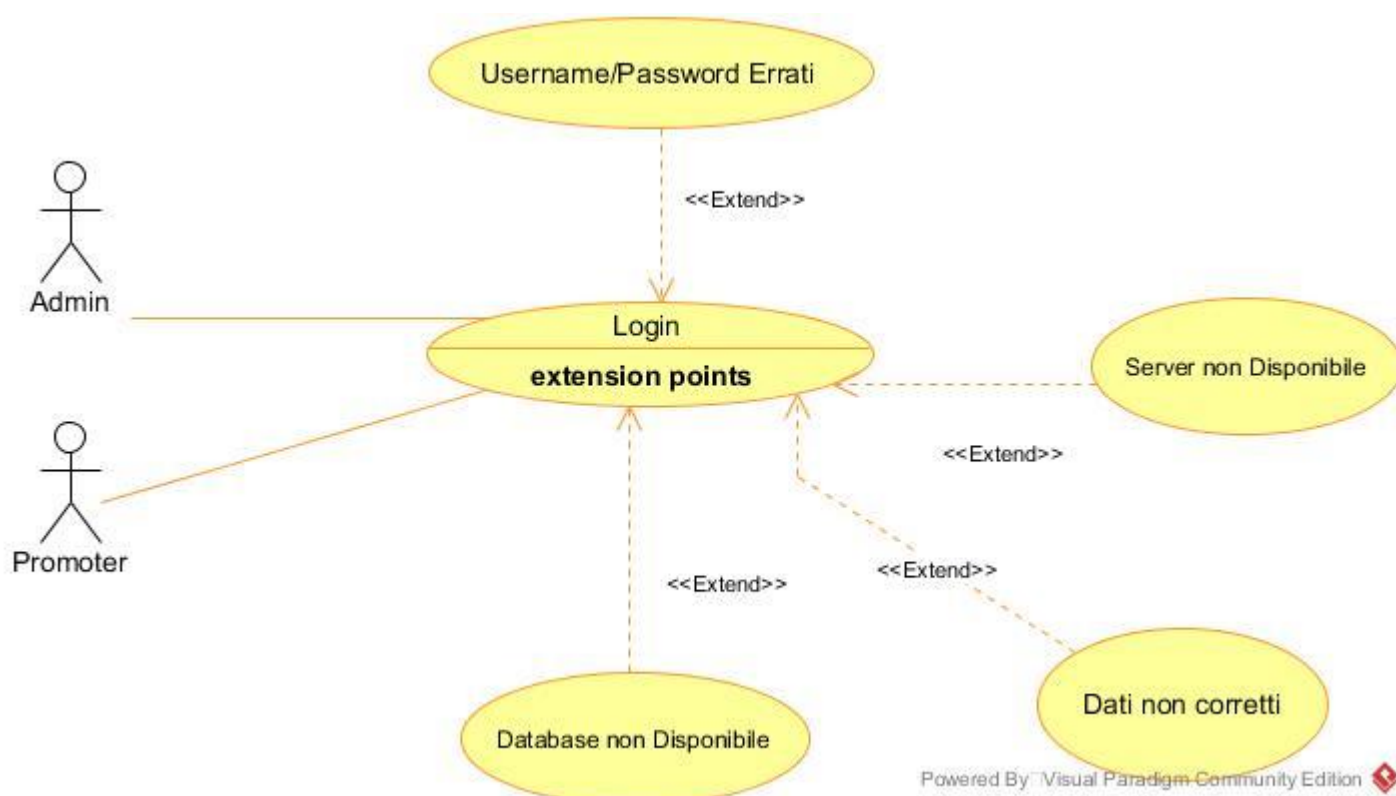 Username/Password Errati
<<Extend>>
Admin
Login
extension points
Server non Disponibile
<<Extend>>
Promoter
<<Extend>>
<<Extend>>
Dati non corretti
Database non Disponibile
Powered By Visual Paradigm Community Edition